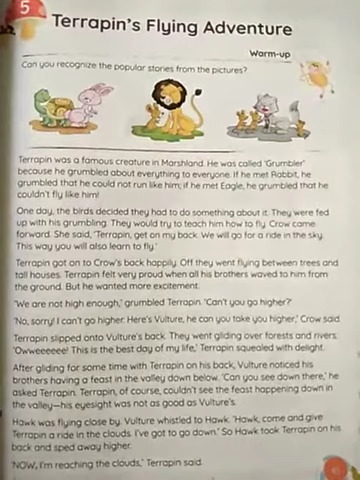 5
Terrapin's Flying Adventure
Warm-up
Can you recognize the popular stories from the pictures?
Terrapin was a famous creature in Marshland. He was called 'Grumbler'
because he grumbled about everything to everyone. If he met Rabbit, he
grumbled that he could not run like him; if he met Eagle, he grumbled that he
couldn't fly like him!
One day, the birds decided they had to do something about it. They were fed
up with his grumbling. They would try to teach him how to fly. Crow came
forward. She said, 'Terrapin, get on my back. We will go for a ride in the sky.
This way you will also learn to fly.'
Terrapin got on to Crow's back happily. Off they went flying between trees and
tall houses. Terrapin felt very proud when all his brothers waved to him from
the ground. But he wanted more excitement.
'We are not high enough,' grumbled Terrapin. 'Can't you go higher?'
'No, sorry! I can't go higher. Here's Vulture, he can you take you higher,' Crow said.
Terrapin slipped onto Vulture's back. They went gliding over forests and rivers.
'Owweeeeee! This is the best day of my life,' Terrapin squealed with delight.
After gliding for some time with Terrapin on his back, Vulture noticed his
brothers having a feast in the valley down below. 'Can you see down there,' he
asked Terrapin. Terrapin, of course, couldn't see the feast happening down in
the valley—his eyesight was not as good as Vulture's.
Hawk was flying close by. Vulture whistled to Hawk. 'Hawk, come and give
Terrapin a ride in the clouds. I've got to go down.' So Hawk took Terrapin on his
back and sped away higher.
'NOW, I'm reaching the clouds,' Terrapin said.